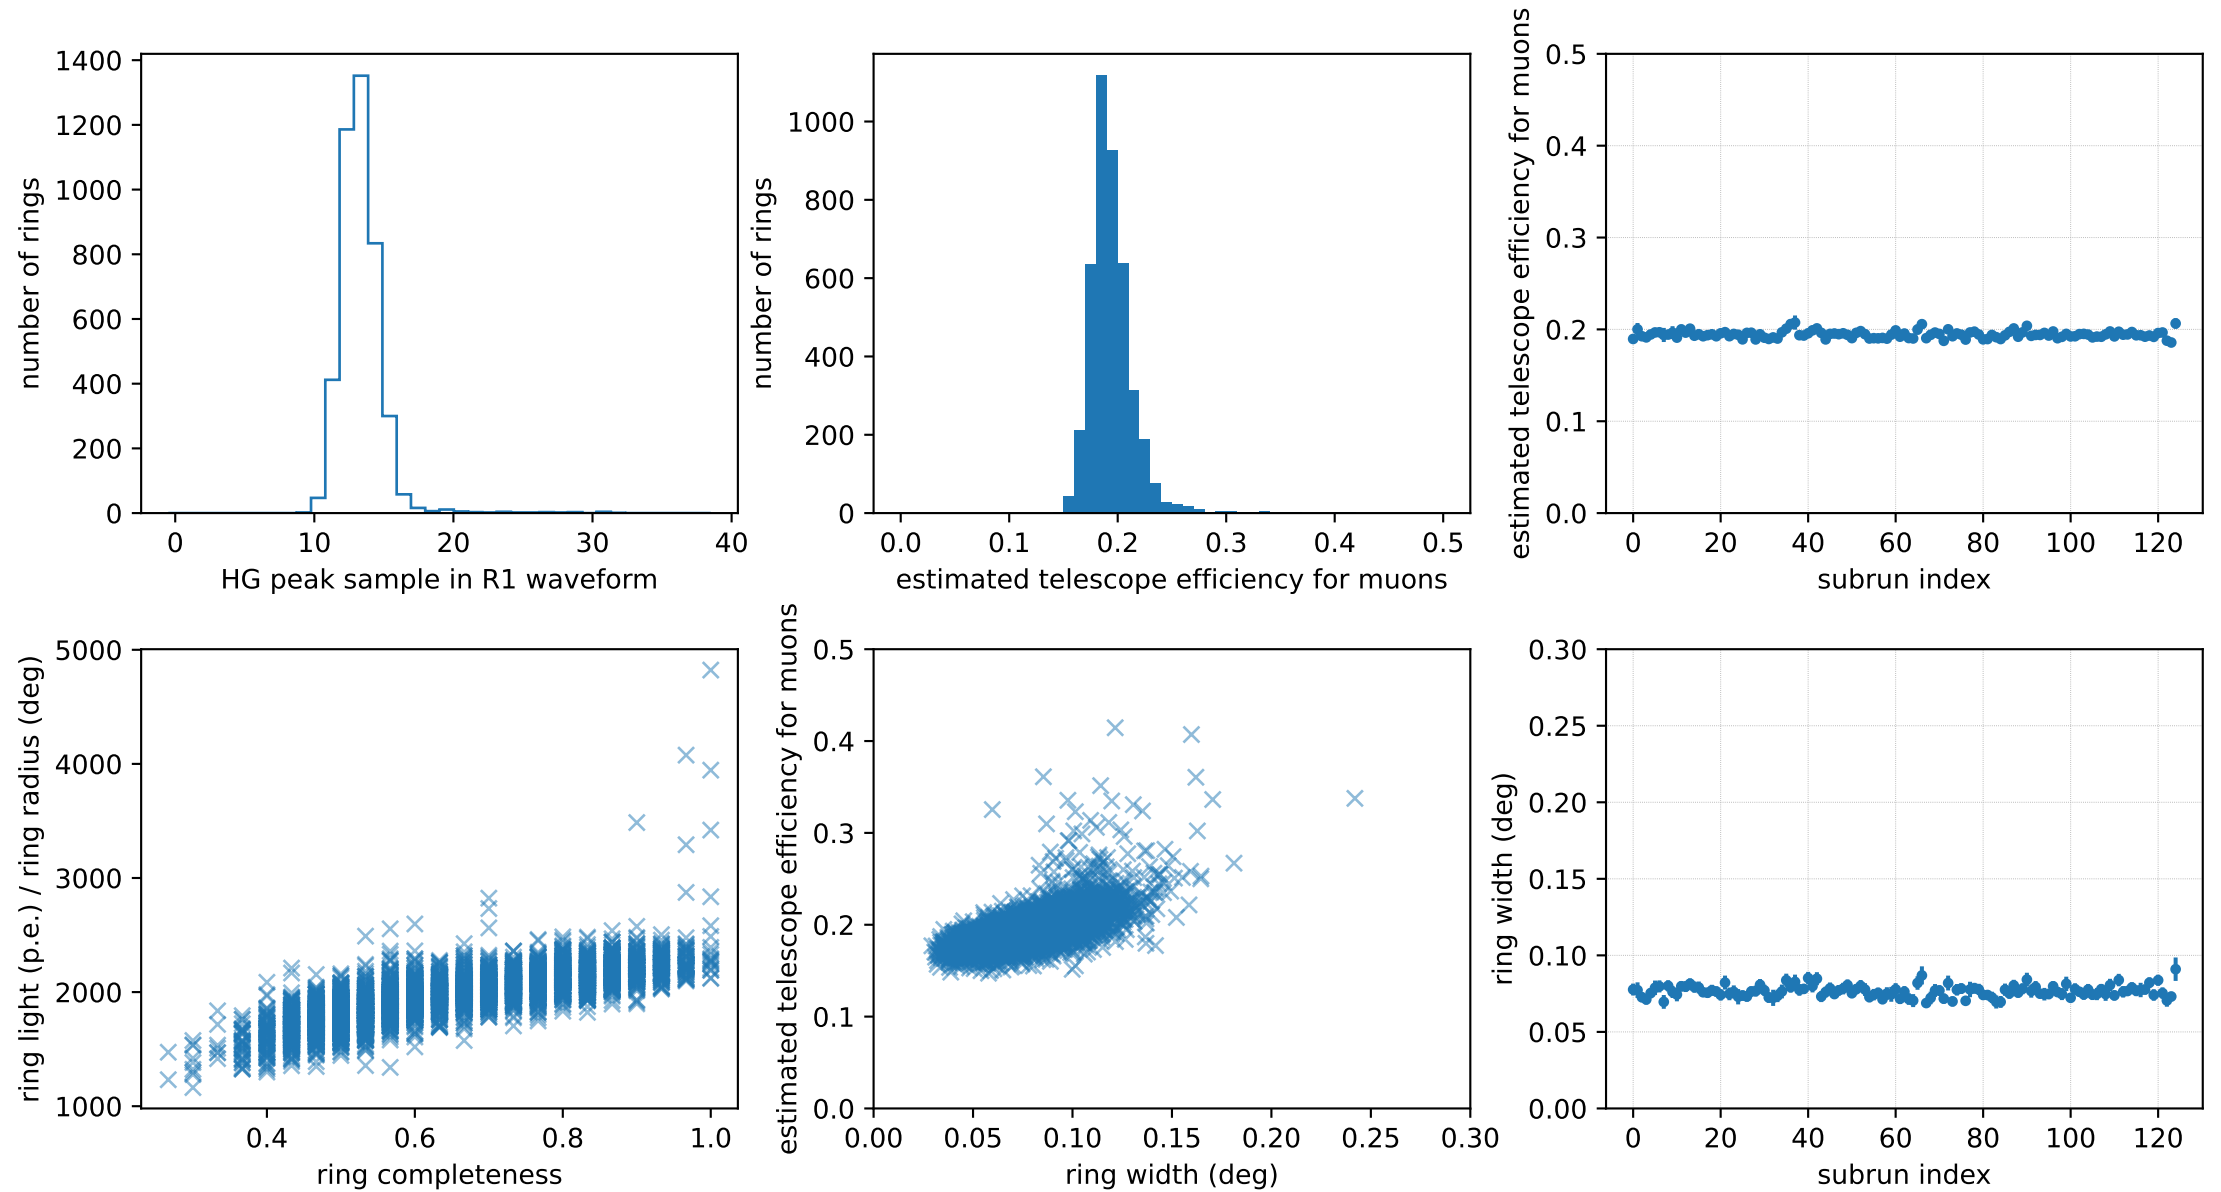 1400
1200
1000
800
600
400
200
0
number of rings
0 10 20 30 40
HG peak sample in R1 waveform
1000
800
600
400
200
0
number of rings
0.0 0.1 0.2 0.3 0.4 0.5
estimated telescope efficiency for muons
0.5
0.4
0.3
0.2
0.1
0.0
estimated telescope efficiency for muons
0 20 40 60 80 100 120
subrun index
5000
4000
3000
2000
1000
ring light (p.e.) / ring radius (deg)
0.4 0.6 0.8 1.0
ring completeness
0.5
0.4
0.3
0.2
0.1
0.0
estimated telescope efficiency for muons
0.00 0.05 0.10 0.15 0.20 0.25 0.30
ring width (deg)
0.30
0.25
0.20
0.15
0.10
0.05
0.00
ring width (deg)
0 20 40 60 80 100 120
subrun index